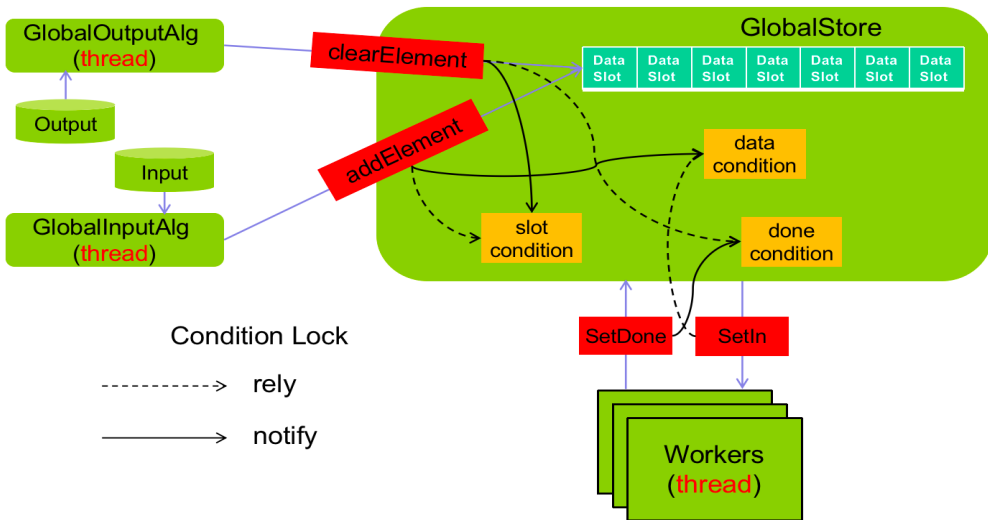 GlobalOutputAlg
(thread)
Output
Input
GlobalInputAlg
(thread)
clearElement
addElement
GlobalStore
Data Data Data Data Data Data Data
Slot Slot Slot Slot Slot Slot Slot
data
condition
slot
condition
done
condition
SetDone
SetIn
Condition Lock
rely
notify
Workers
(thread)